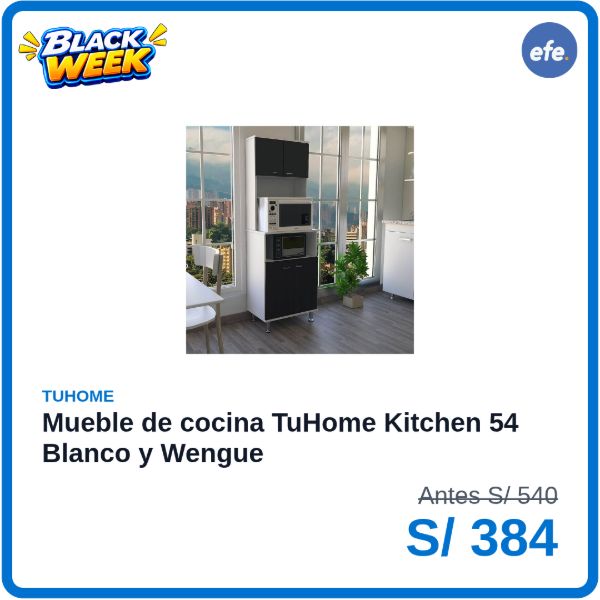 BLACK
WEEK
efe.
TUHOME
Mueble de cocina TuHome Kitchen 54
Blanco y Wengue
Antes S/ 540
S/ 384